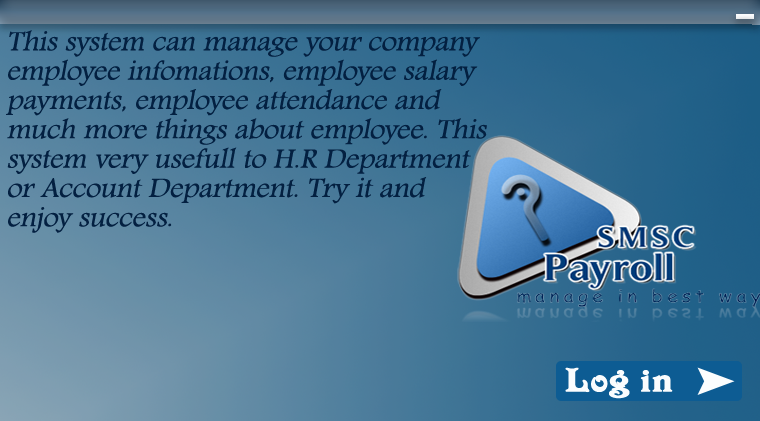 This system can manage your company
employee infomations, employee salary
payments, employee attendance and
much more things about employee. This
system very usefull to H.R Department
or Account Department. Try it and
enjoy success.
SMSC
Payroll
manage in best way
Log in